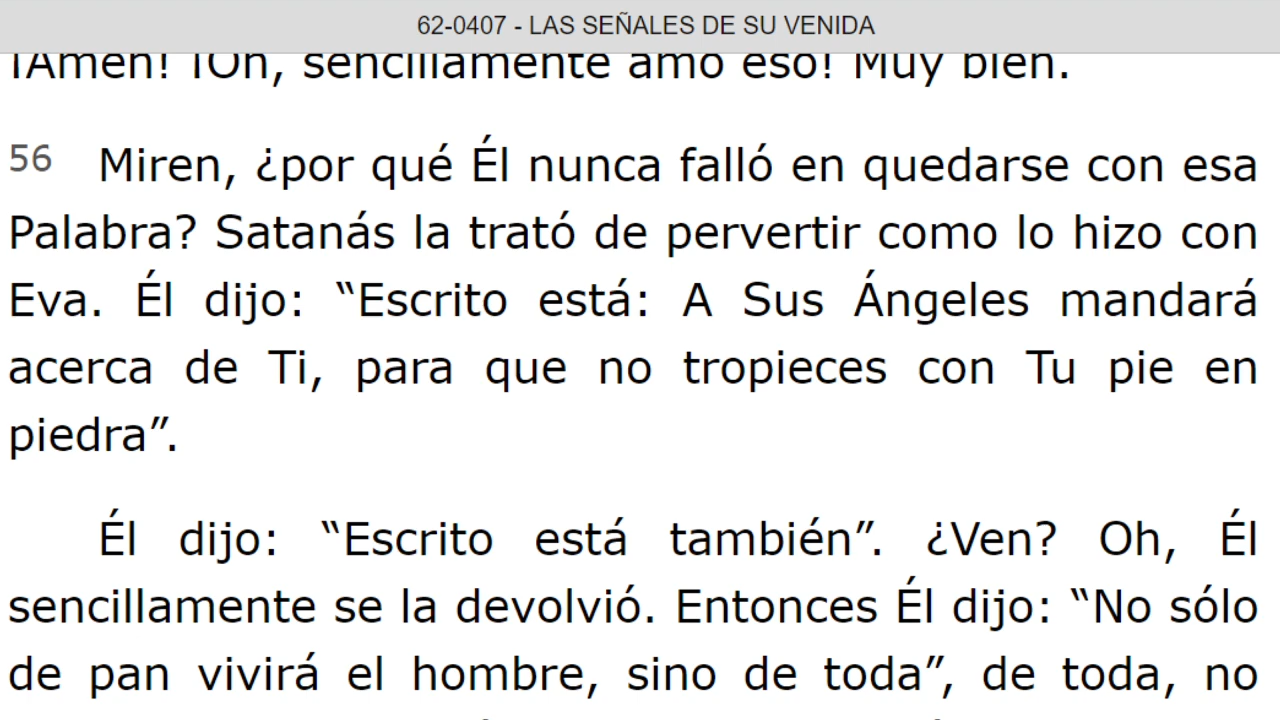 62-0407 - LAS SEÑALES DE SU VENIDA
¡Amén! ¡Oh, sencillamente amo eso! Muy bien.
56 Miren, ¿por qué Él nunca falló en quedarse con esa
Palabra? Satanás la trató de pervertir como lo hizo con
Eva. Él dijo: “Escrito está: A Sus Ángeles mandará
acerca de Ti, para que no tropieces con Tu pie en
piedra”.
Él dijo: “Escrito está también”. ¿Ven? Oh, Él
sencillamente se la devolvió. Entonces Él dijo: “No sólo
de pan vivirá el hombre, sino de toda”, de toda, no